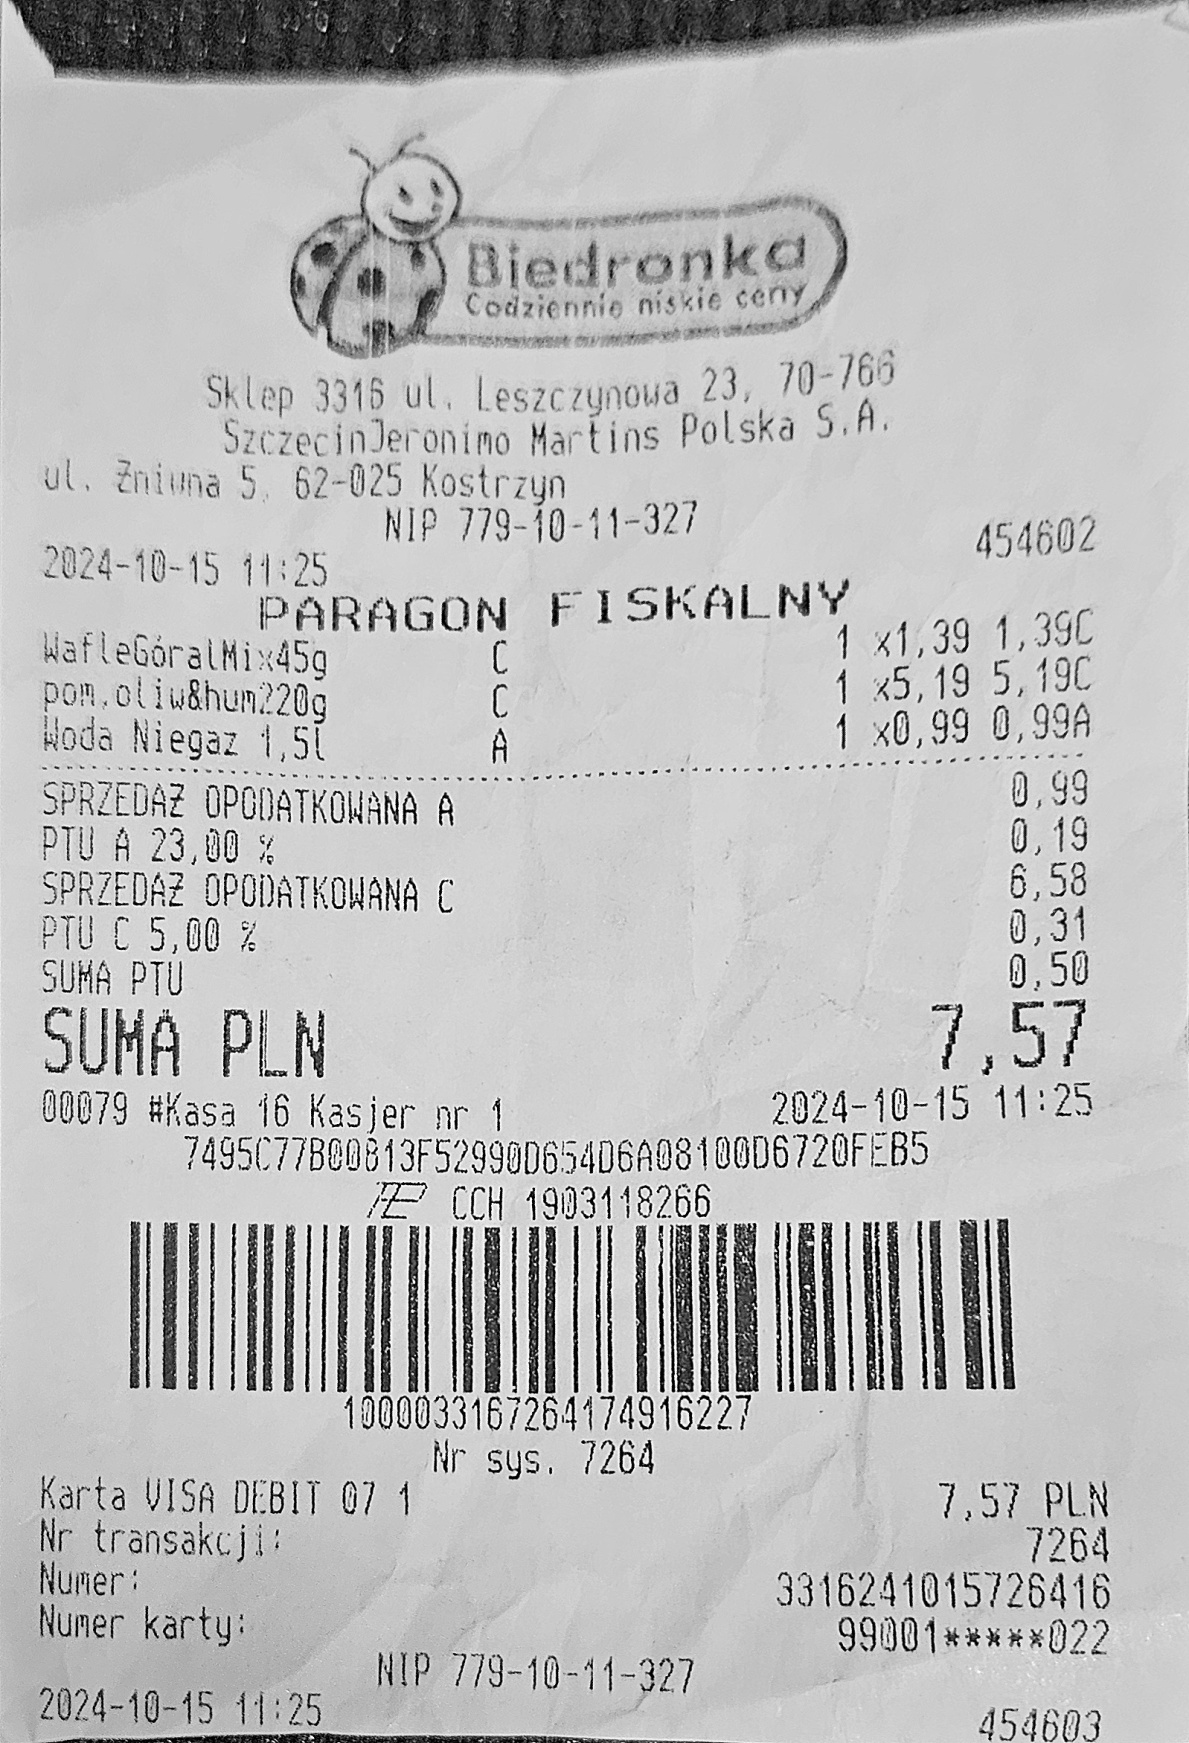 Biedronka
Codziennie niskie ceny
Sklep 3316 ul. Leszczynowa 23, 70-766
SzczecinJeronimo Martins Polska S.A.
ul. Żniwna 5, 62-025 Kostrzyn
NIP 779-10-11-327
2024-10-15 11:25 454602
PARAGON FISKALNY
WafleGóralMix45g C 1 x1,39 1,39C
pom.oliw&hum220g C 1 x5,19 5,19C
Woda Niegaz 1,5l A 1 x0,99 0,99A
SPRZEDAŻ OPODATKOWANA A 0,99
PTU A 23,00 % 0,19
SPRZEDAŻ OPODATKOWANA C 6,58
PTU C 5,00 % 0,31
SUMA PTU 0,50
SUMA PLN 7,57
00079 #Kasa 16 Kasjer nr 1 2024-10-15 11:25
7495C77B00813F52990D654D6A08100D6720FEB5
CCH 1903118266
1000033167264174916227
Nr sys. 7264
Karta VISA DEBIT 07 1 7,57 PLN
Nr transakcji: 7264
Numer: 3316241015726416
Numer karty: 99001*****022
NIP 779-10-11-327
2024-10-15 11:25 454603